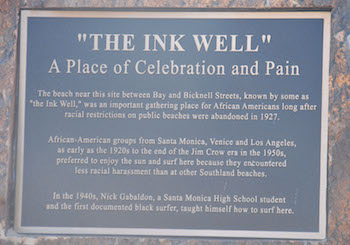 "THE INK WELL"
A Place of Celebration and Pain
The beach near this site between Bay and Bicknell Streets, known by some as
"the Ink Well," was an important gathering place for African Americans long after
racial restrictions on public beaches were abandoned in 1927.
African-American groups from Santa Monica, Venice and Los Angeles,
as early as the 1920s to the end of the Jim Crow era in the 1950s,
preferred to enjoy the sun and surf here because they encountered
less racial harassment than at other Southland beaches.
In the 1940s, Nick Gabaldon, a Santa Monica High School student
and the first documented black surfer, taught himself how to surf here.